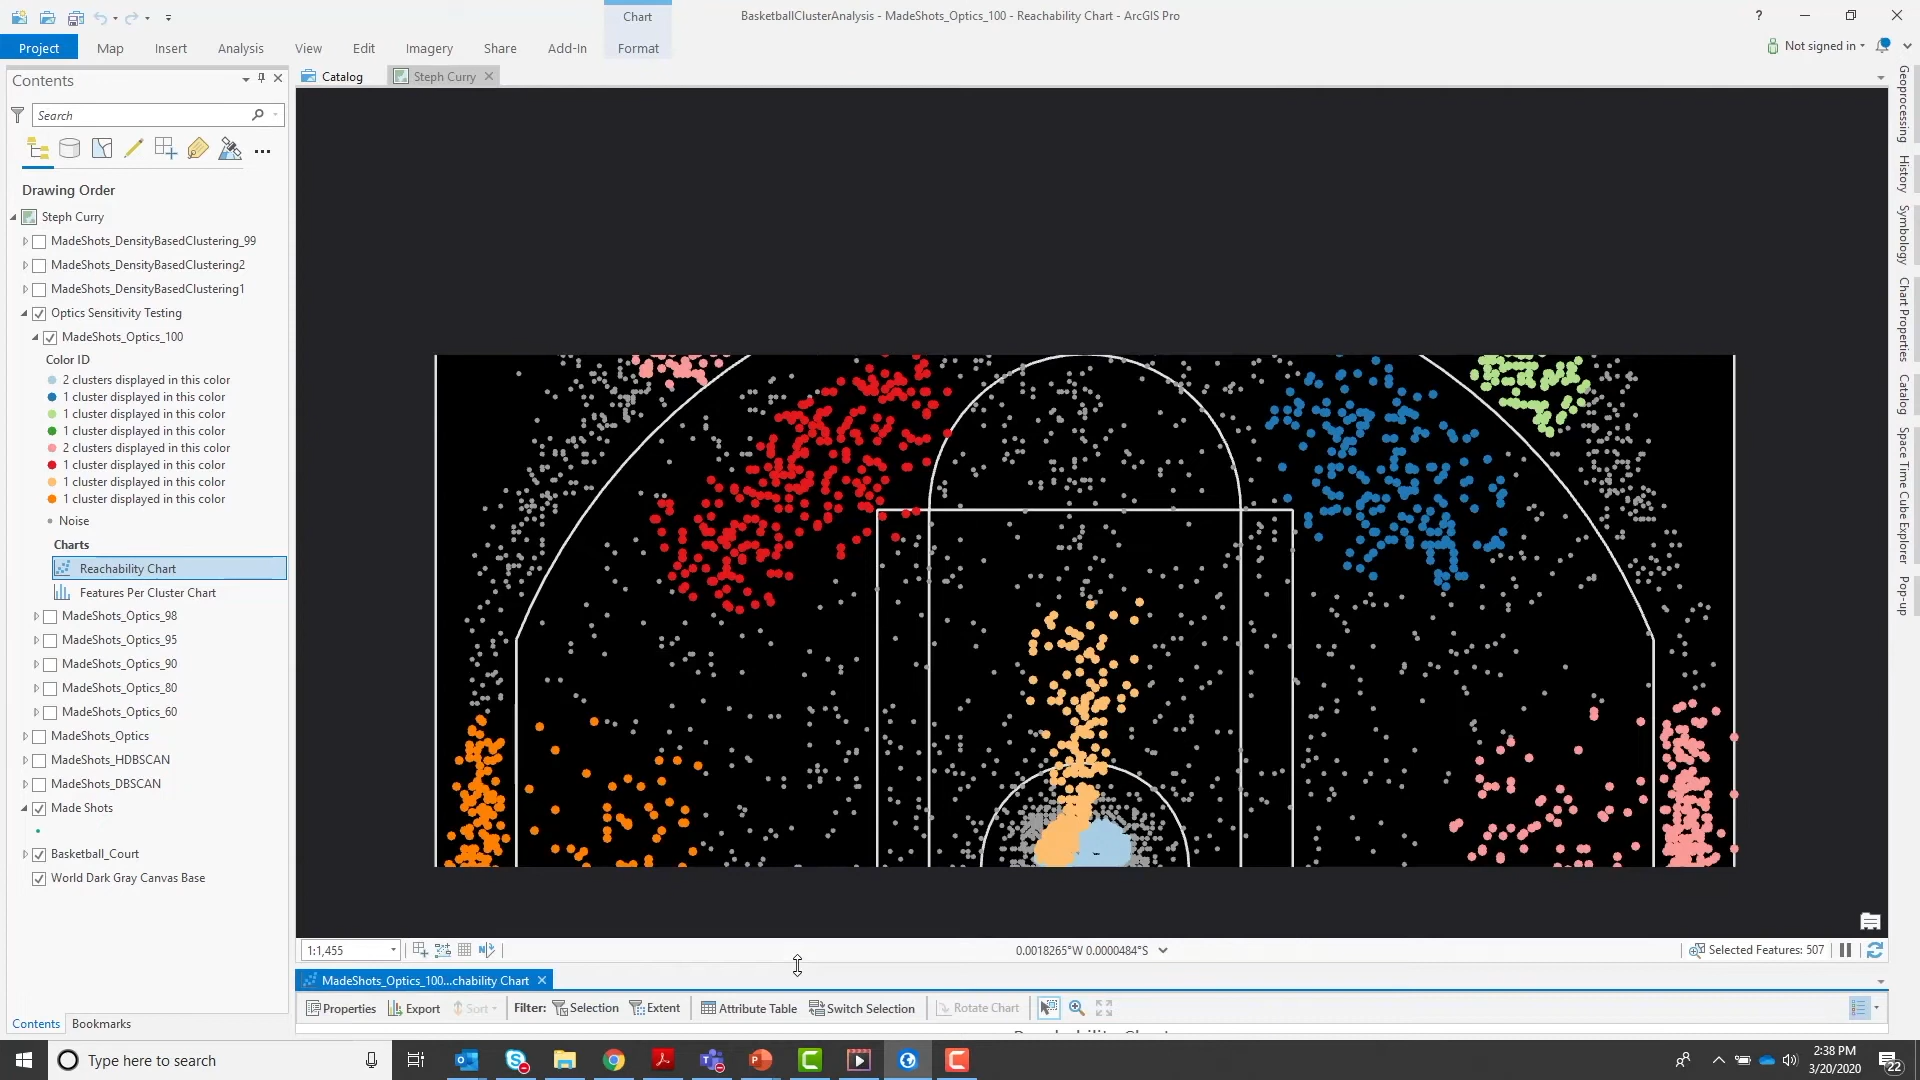 Chart
BasketballClusterAnalysis - MadeShots_Optics_100 - Reachability Chart - ArcGIS Pro
?
Project
Map
Insert
Analysis
View
Edit
Imagery
Share
Add-In
Format
Not signed in
Contents
Catalog
Steph Curry
Search
Drawing Order
Steph Curry
MadeShots_DensityBasedClustering_99
MadeShots_DensityBasedClustering2
MadeShots_DensityBasedClustering1
Optics Sensitivity Testing
MadeShots_Optics_100
Color ID
2 clusters displayed in this color
1 cluster displayed in this color
1 cluster displayed in this color
1 cluster displayed in this color
2 clusters displayed in this color
1 cluster displayed in this color
1 cluster displayed in this color
1 cluster displayed in this color
Noise
Charts
Reachability Chart
Features Per Cluster Chart
MadeShots_Optics_98
MadeShots_Optics_95
MadeShots_Optics_90
MadeShots_Optics_80
MadeShots_Optics_60
MadeShots_Optics
MadeShots_HDBSCAN
MadeShots_DBSCAN
Made Shots
Basketball_Court
World Dark Gray Canvas Base
Contents
Bookmarks
Geoprocessing
History
Symbology
Chart Properties
Catalog
Space Time Cube Explorer
Pop-up
1:1,455
0.0018265°W 0.0000484°S
Selected Features: 507
MadeShots_Optics_100...chability Chart
Properties
Export
Sort
Filter:
Selection
Extent
Attribute Table
Switch Selection
Rotate Chart
Type here to search
2:38 PM
3/20/2020
22